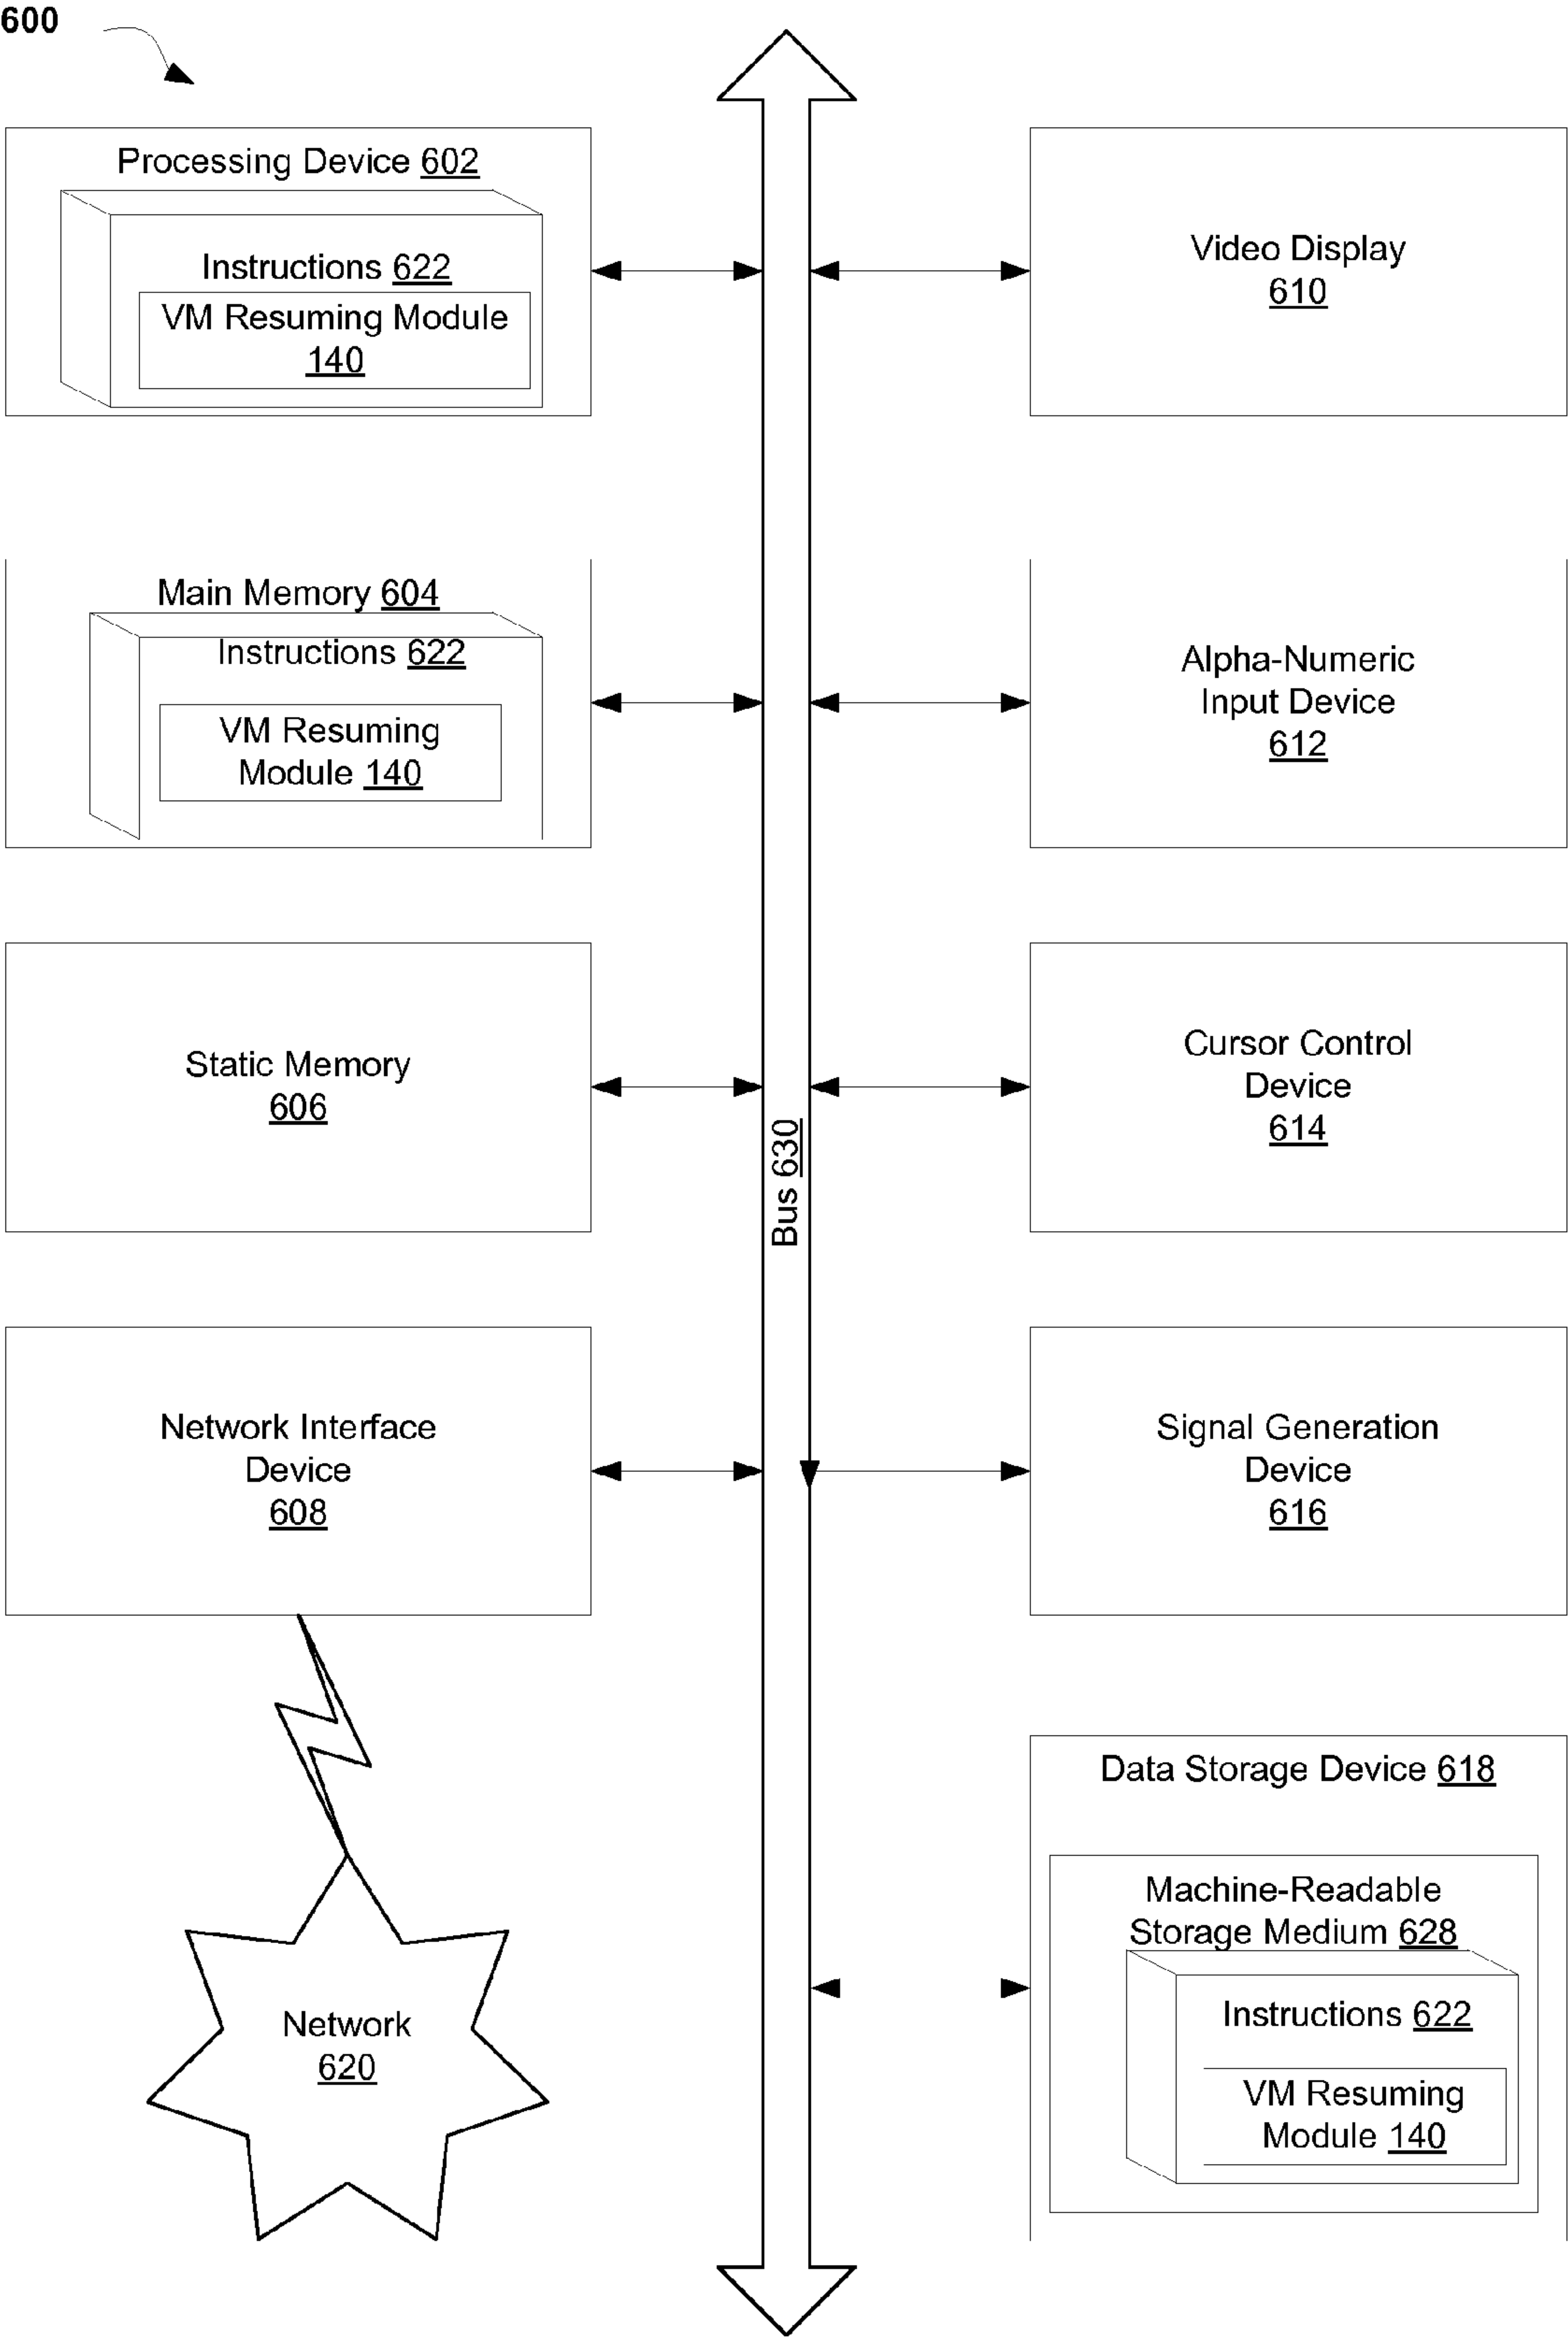 600
Processing Device 602
Instructions 622
VM Resuming Module
140
Video Display
610
Main Memory 604
Instructions 622
VM Resuming
Module 140
Alpha-Numeric
Input Device
612
Static Memory
606
Cursor Control
Device
614
Bus 630
Network Interface
Device
608
Signal Generation
Device
616
Data Storage Device 618
Machine-Readable
Storage Medium 628
Instructions 622
VM Resuming
Module 140
Network
620